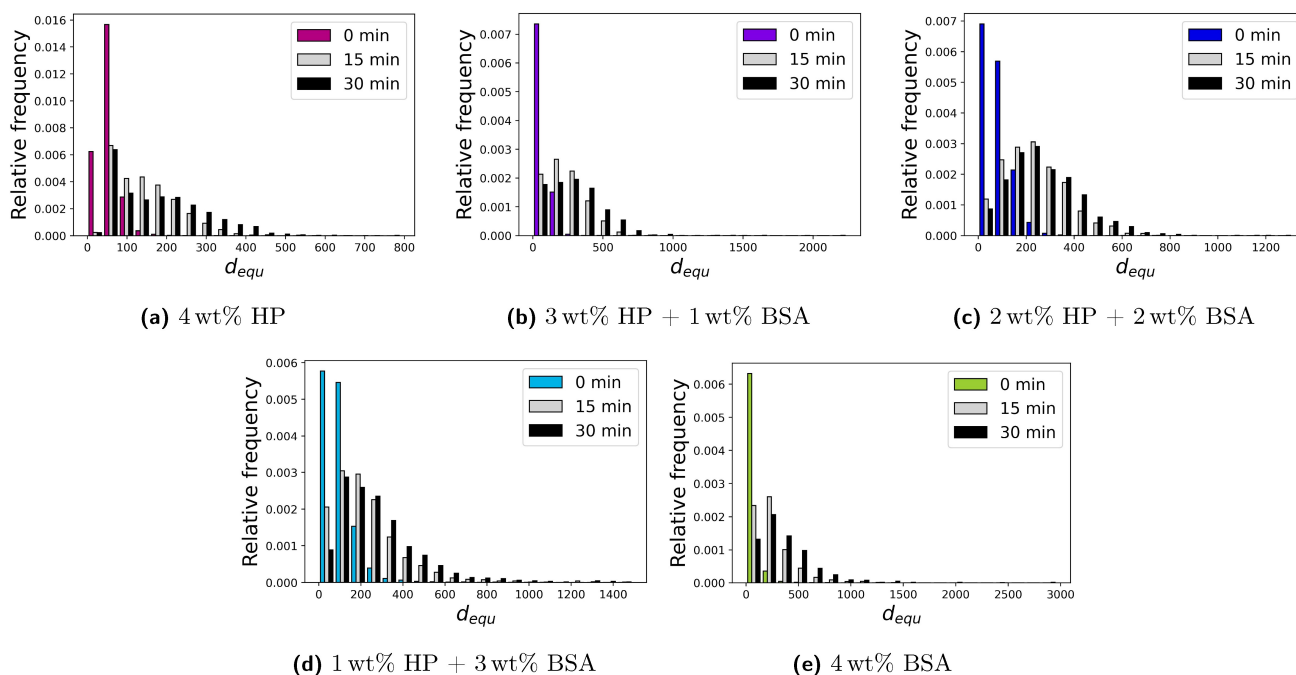 0.016
0.014
0.012
0.010
0.008
0.006
0.004
0.002
0.000
Relative frequency
0 min
15 min
30 min
0 100 200 300 400 500 600 700 800
d_equ
(a) 4 wt% HP
0.007
0.006
0.005
0.004
0.003
0.002
0.001
0.000
Relative frequency
0 min
15 min
30 min
0 500 1000 1500 2000
d_equ
(b) 3 wt% HP + 1 wt% BSA
0.007
0.006
0.005
0.004
0.003
0.002
0.001
0.000
Relative frequency
0 min
15 min
30 min
0 200 400 600 800 1000 1200
d_equ
(c) 2 wt% HP + 2 wt% BSA
0.006
0.005
0.004
0.003
0.002
0.001
0.000
Relative frequency
0 min
15 min
30 min
0 200 400 600 800 1000 1200 1400
d_equ
(d) 1 wt% HP + 3 wt% BSA
0.006
0.005
0.004
0.003
0.002
0.001
0.000
Relative frequency
0 min
15 min
30 min
0 500 1000 1500 2000 2500 3000
d_equ
(e) 4 wt% BSA